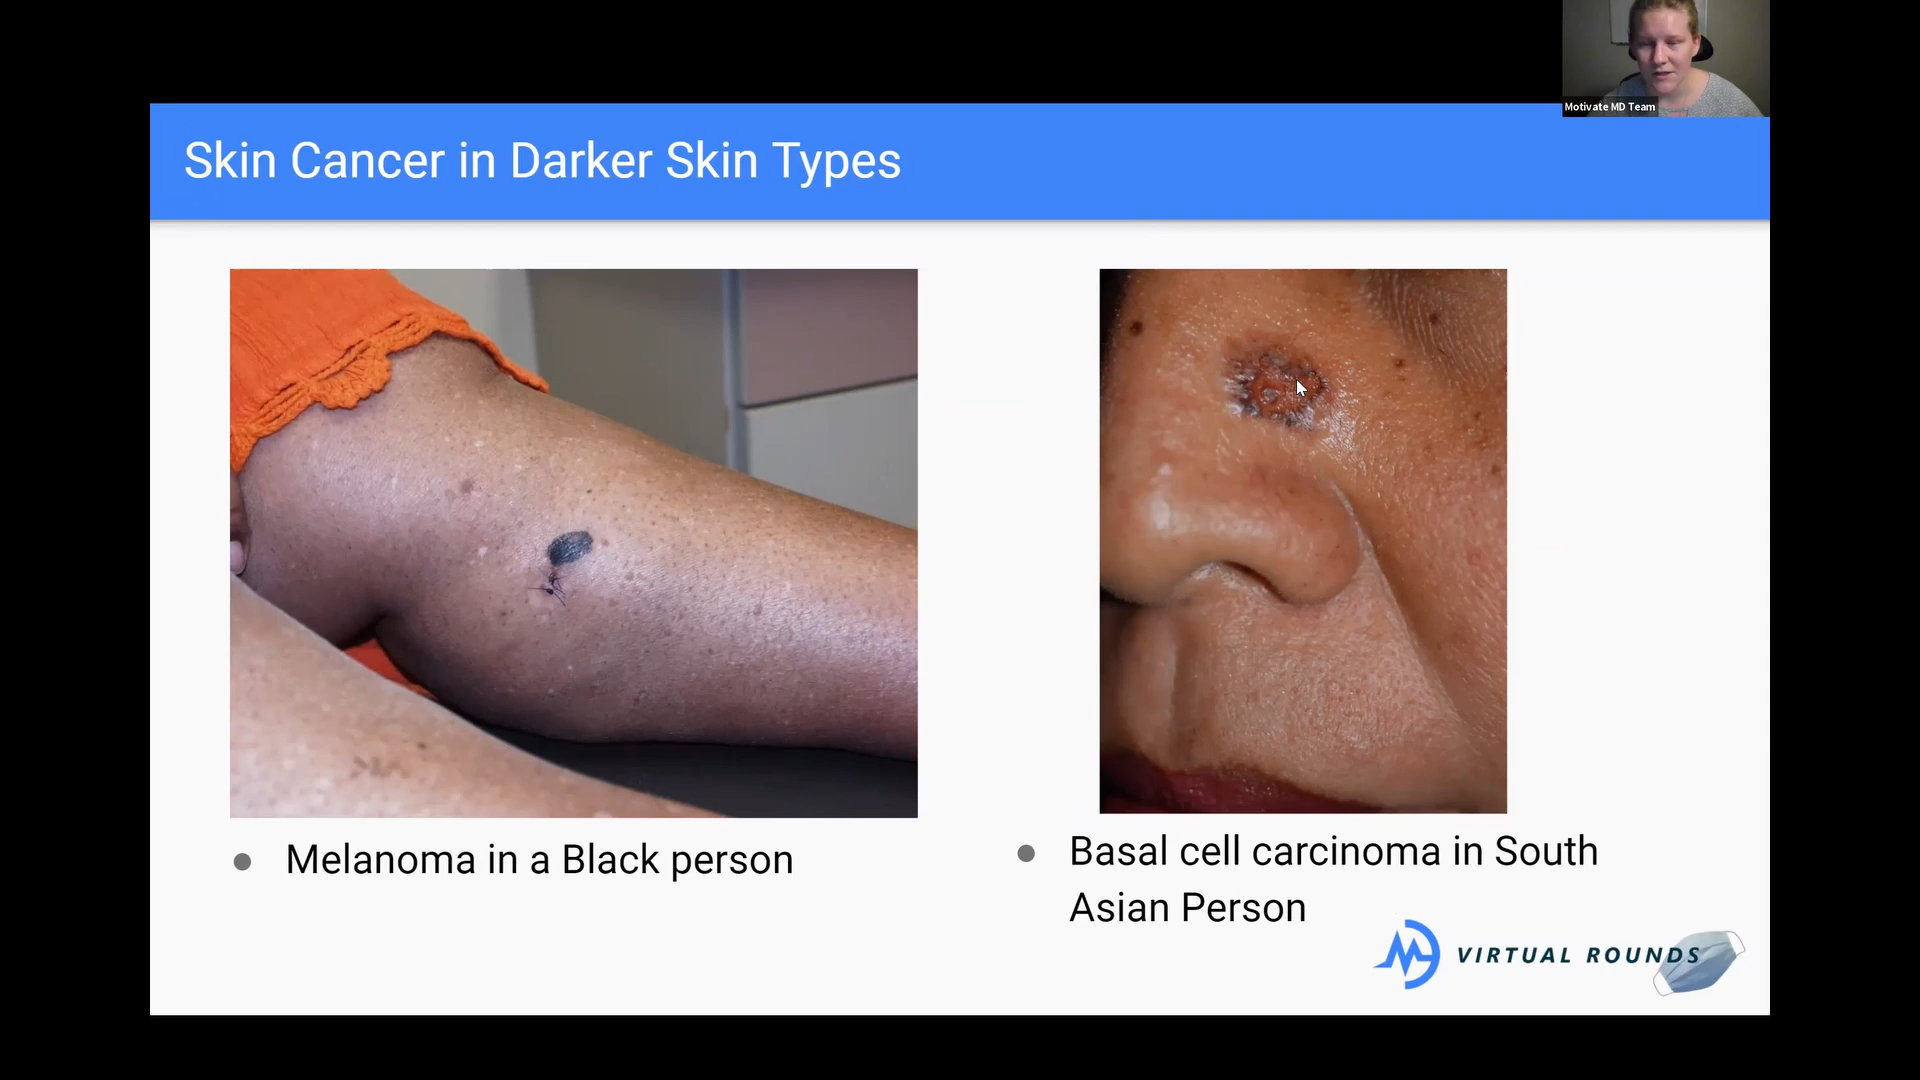 Motivate MD Team
Skin Cancer in Darker Skin Types
Melanoma in a Black person
Basal cell carcinoma in South
Asian Person
VIRTUAL ROUNDS